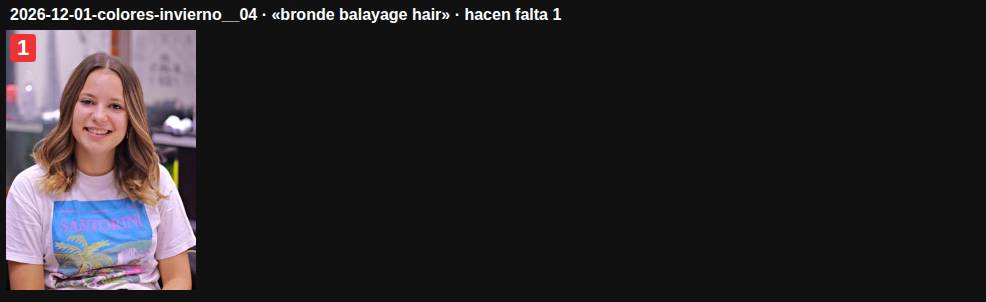 2026-12-01-colores-invierno__04 · «bronde balayage hair» · hacen falta 1
1
SANTORINI